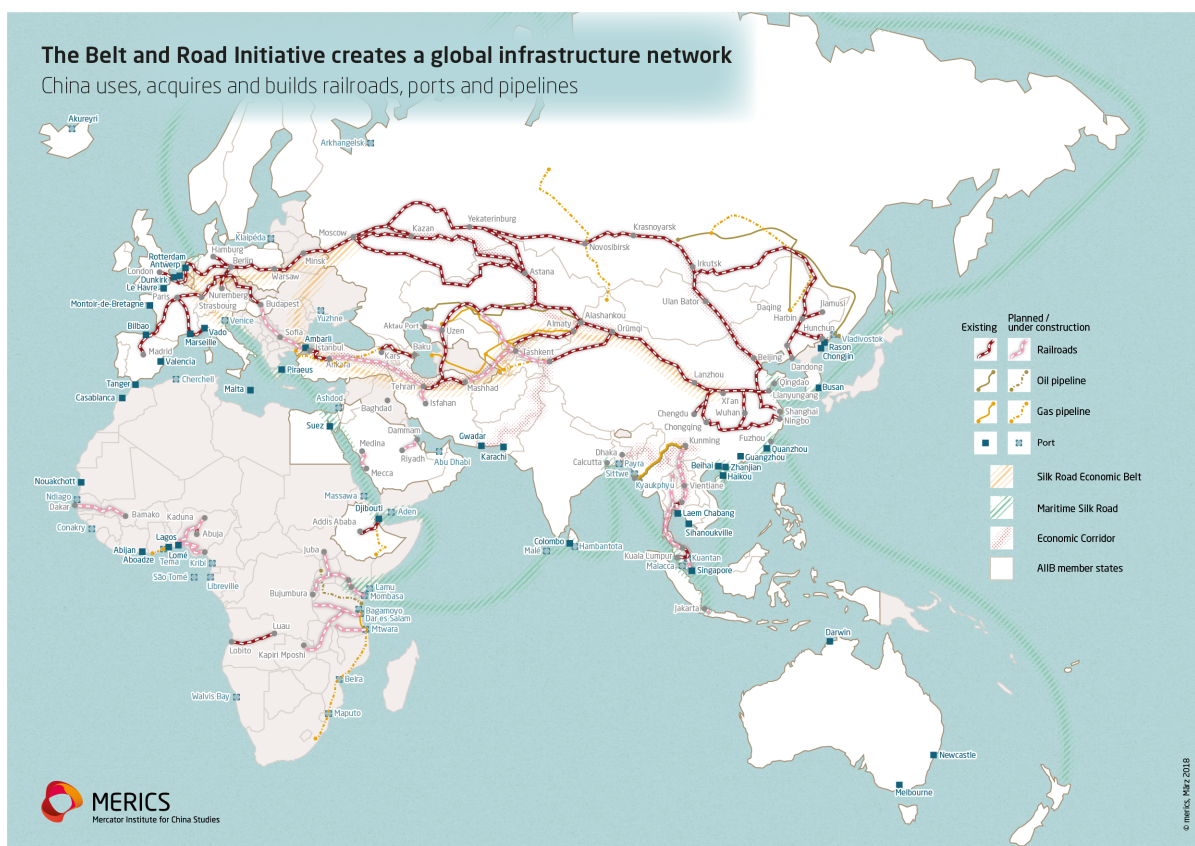 The Belt and Road Initiative creates a global infrastructure network
China uses, acquires and builds railroads, ports and pipelines
Akureyri
Arkhangelsk
Yekaterinburg
Kazan
Krasnoyarsk
Moscow
Novosibirsk
Klaipėda
Hamburg
Rotterdam
Antwerp
Berlin
Minsk
London
Dunkirk
Warsaw
Le Havre
Astana
Irkutsk
Paris
Nuremberg
Montoir-de-Bretagne
Strasbourg
Budapest
Ulan Bator
Daqing
Jiamusi
Yuzhne
Alashankou
Harbin
Venice
Aktau Port
Uzen
Almaty
Ürümqi
Hunchun
Bilbao
Vado
Sofia
Ambarli
Vladivostok
Marseille
Istanbul
Baku
Rason
Madrid
Kars
Tashkent
Chongjin
Valencia
Ankara
Beijing
Dandong
Piraeus
Lanzhou
Tanger
Cherchell
Malta
Tehran
Mashhad
Qingdao
Busan
Casablanca
Ashdod
Isfahan
Xi'an
Lianyungang
Baghdad
Chengdu
Wuhan
Shanghai
Suez
Chongqing
Ningbo
Dammam
Gwadar
Fuzhou
Medina
Karachi
Dhaka
Kunming
Quanzhou
Riyadh
Abu Dhabi
Calcutta
Payra
Guangzhou
Mecca
Sittwe
Beihai
Zhanjian
Nouakchott
Kyaukphyu
Vientiane
Haikou
Ndiago
Massawa
Dakar
Djibouti
Aden
Laem Chabang
Bamako
Kaduna
Addis Ababa
Conakry
Abuja
Sihanoukville
Lagos
Colombo
Hambantota
Abijan
Lomé
Juba
Malé
Kuala Lumpur
Kuantan
Aboadze
Tema
Kribi
Malacca
Singapore
São Tomé
Libreville
Bujumbura
Lamu
Mombasa
Bagamoyo
Jakarta
Dar es Salam
Luau
Mtwara
Lobito
Kapiri Mposhi
Darwin
Walvis Bay
Beira
Maputo
Newcastle
Melbourne
Existing
Planned /
under construction
Railroads
Oil pipeline
Gas pipeline
Port
Silk Road Economic Belt
Maritime Silk Road
Economic Corridor
AIIB member states
MERICS
Mercator Institute for China Studies
© merics, März 2018